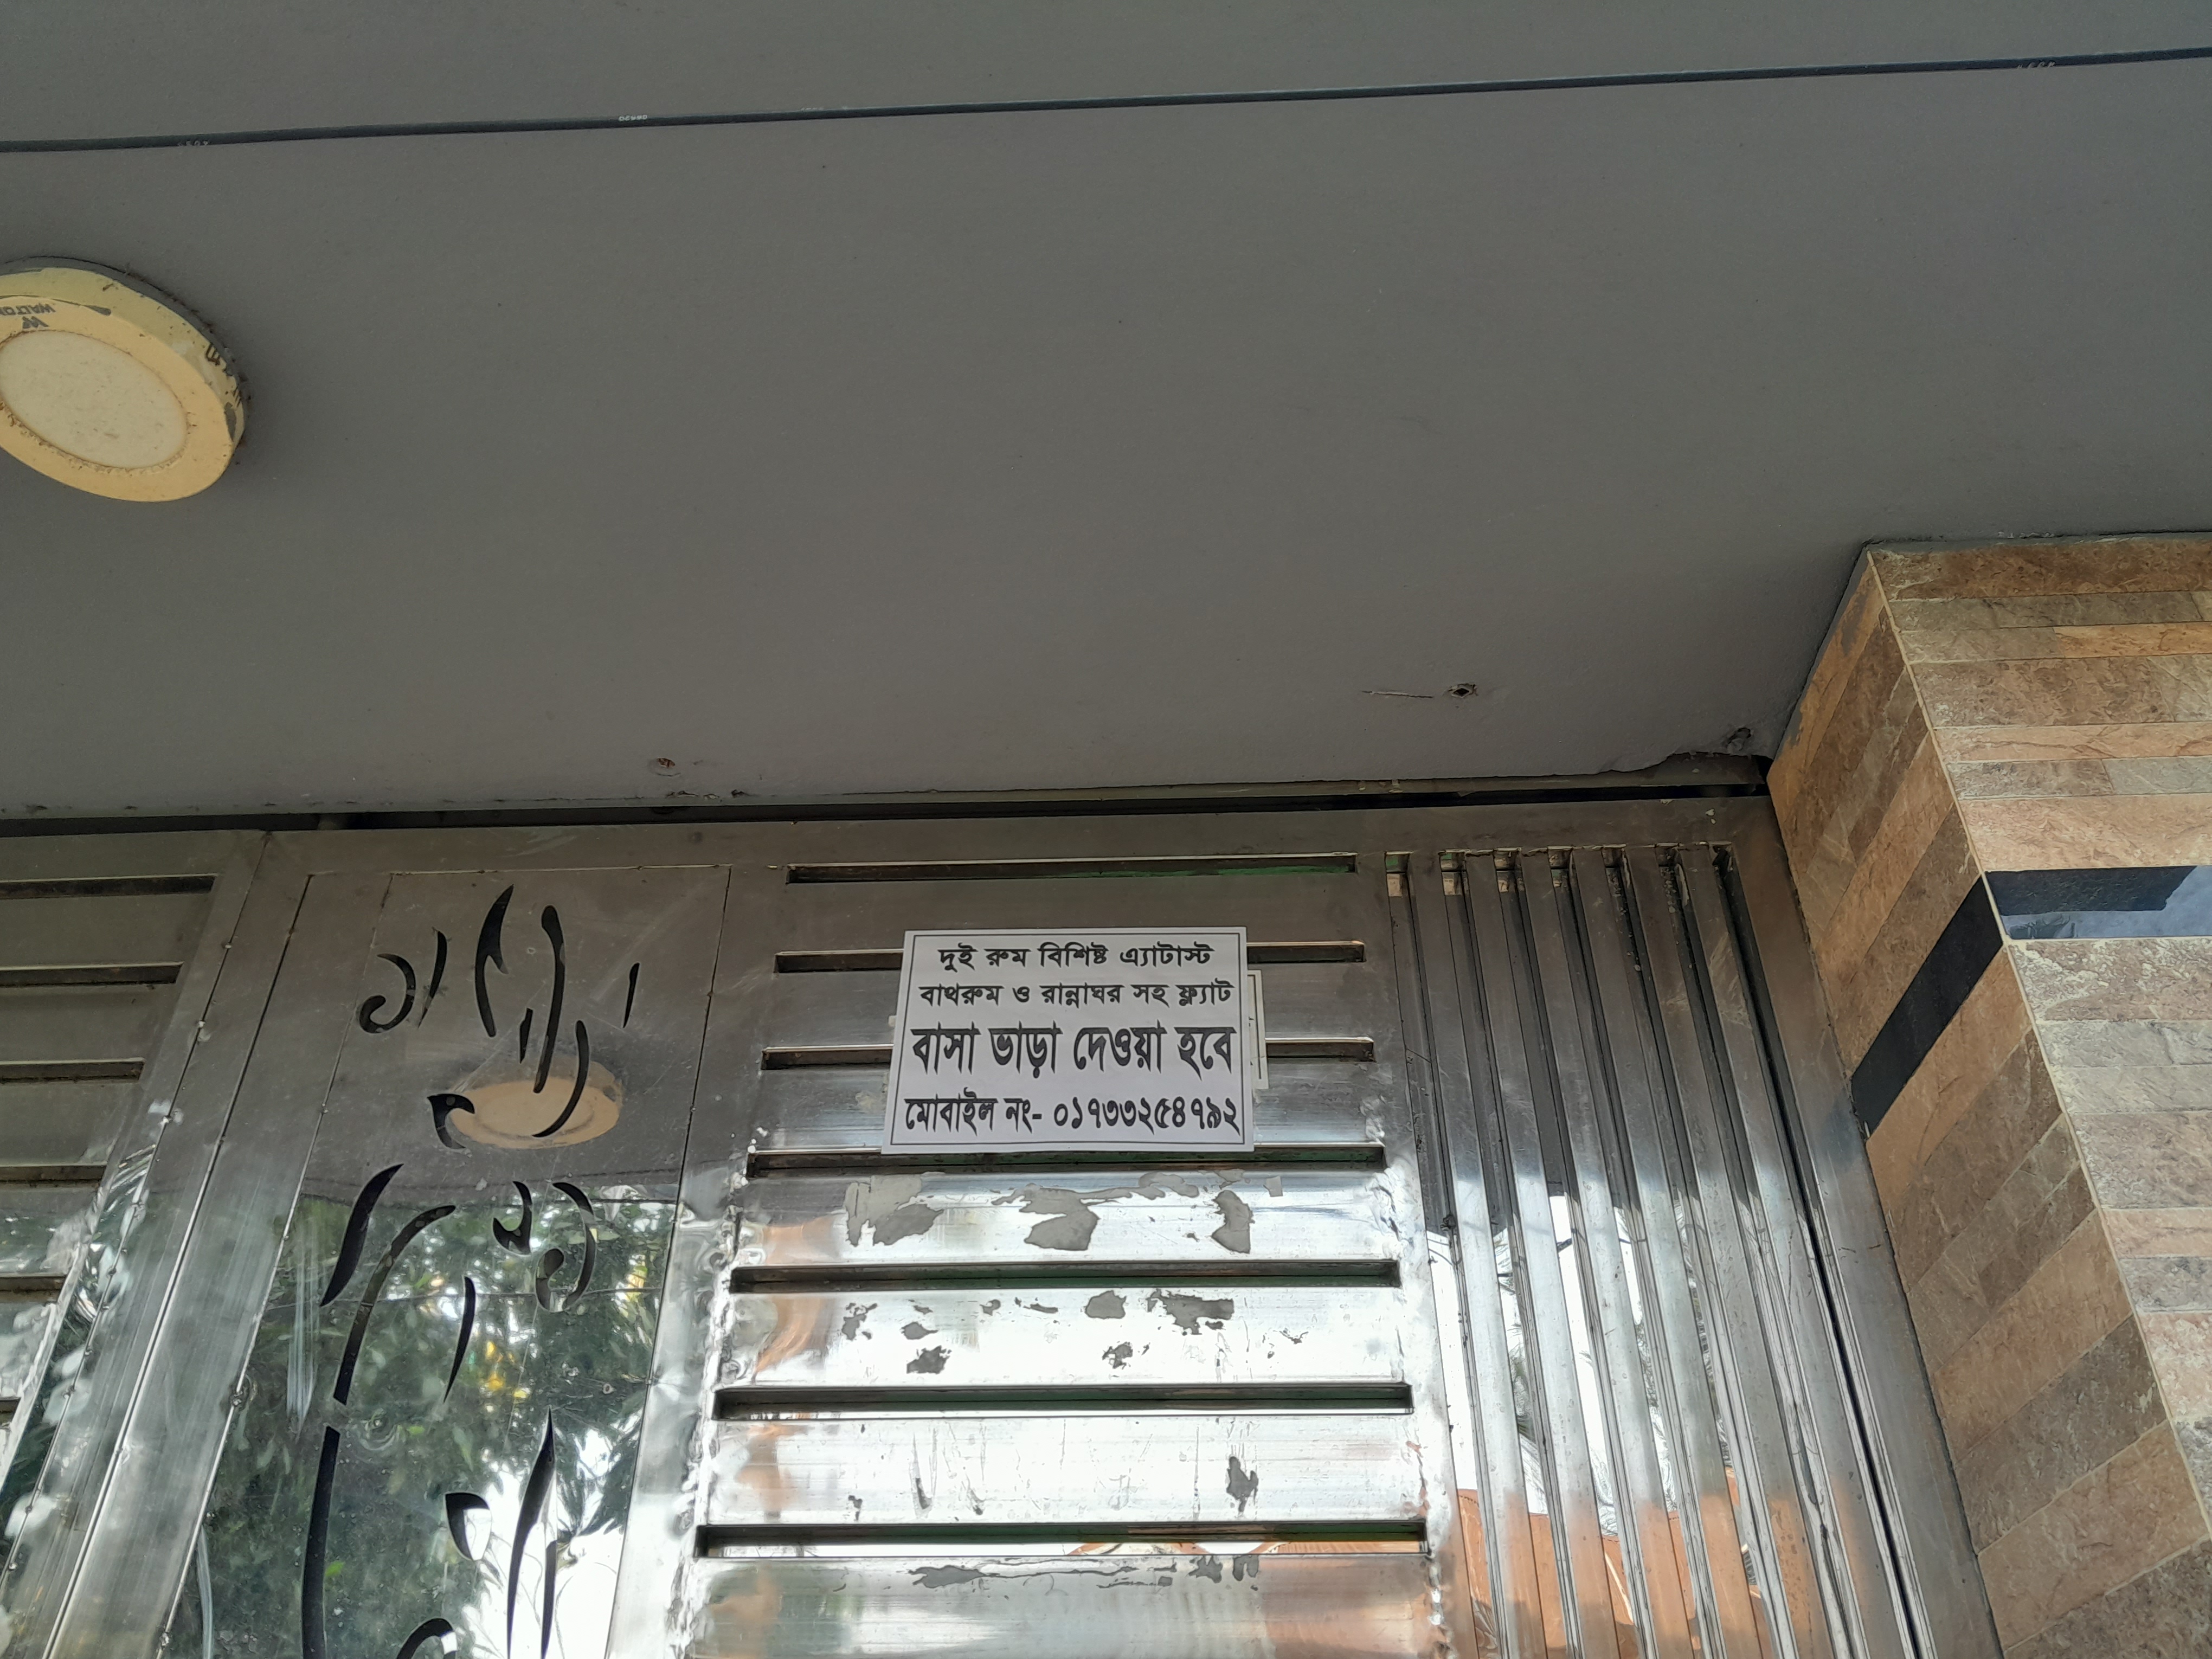 দুই রুম বিশিষ্ট এ্যাটাস্ট
বাথরুম ও রান্নাঘর সহ ফ্ল্যাট
বাসা ভাড়া দেওয়া হবে
মোবাইল নং- ০১৭৩৩২৫৪৭৯২